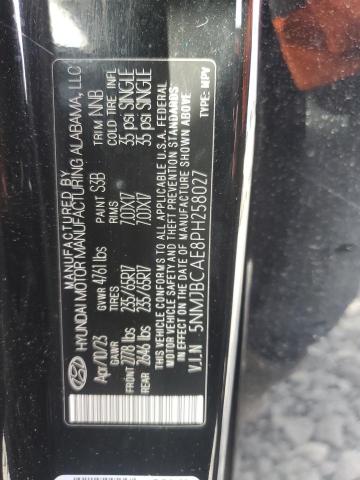 MANUFACTURED BY
HYUNDAI MOTOR MANUFACTURING ALABAMA, LLC
Apr/10/23 GVWR 4761 lbs PAINT S3B TRIM NNB
GAWR TIRES RIMS COLD TIRE INFL
FRONT 2778 lbs 235/65R17 7.0JX17 35 psi SINGLE
REAR 2646 lbs 235/65R17 7.0JX17 35 psi SINGLE
THIS VEHICLE CONFORMS TO ALL APPLICABLE U.S.A. FEDERAL
MOTOR VEHICLE SAFETY, BUMPER, AND THEFT PREVENTION STANDARDS
IN EFFECT ON THE DATE OF MANUFACTURE SHOWN ABOVE.
V.I.N 5NMJBCAE8PH258027 TYPE: MPV